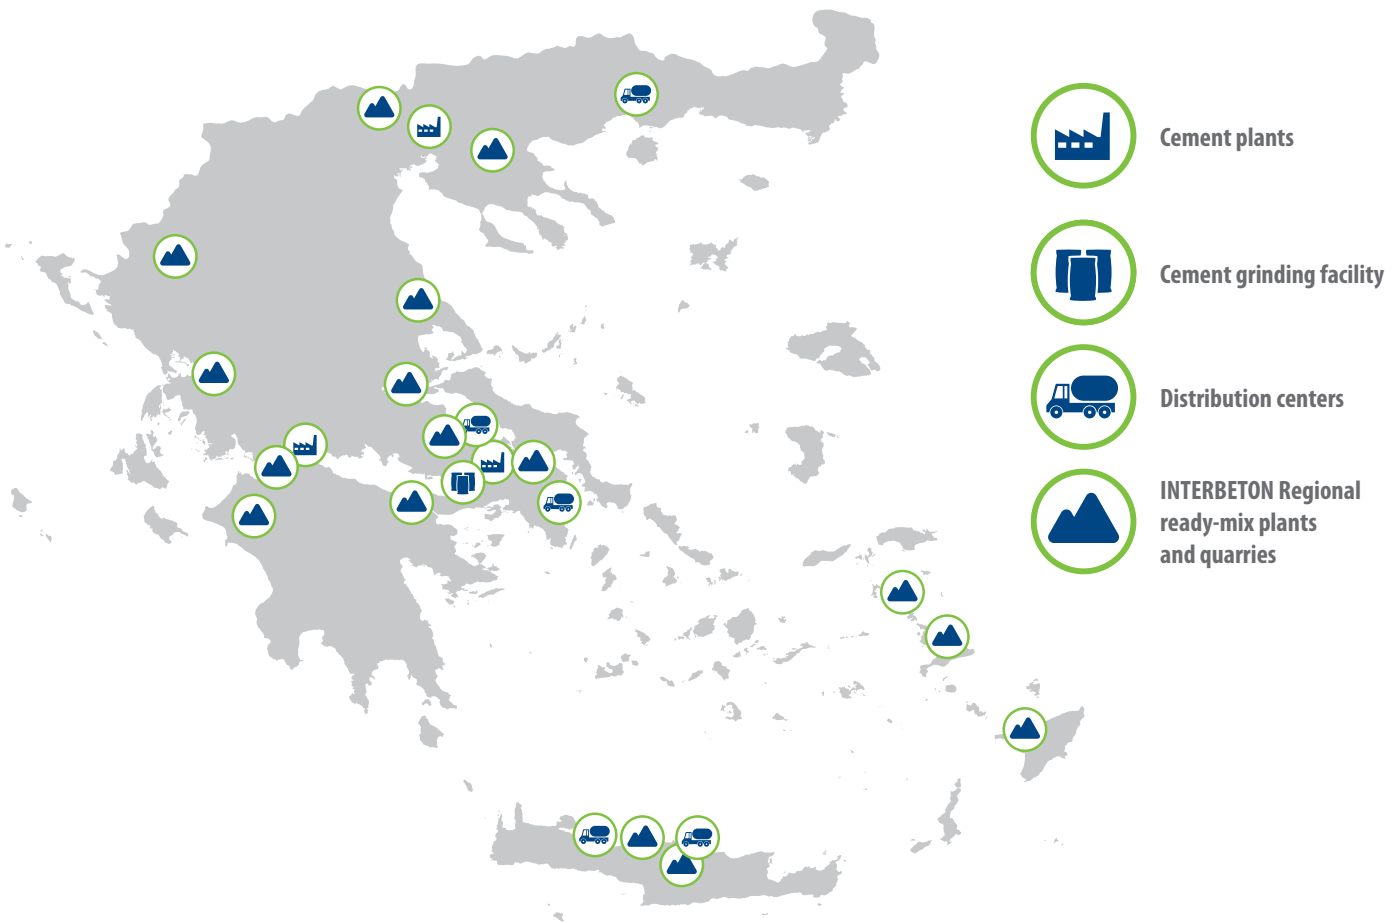 Cement plants
Cement grinding facility
Distribution centers
INTERBETON Regional
ready-mix plants
and quarries